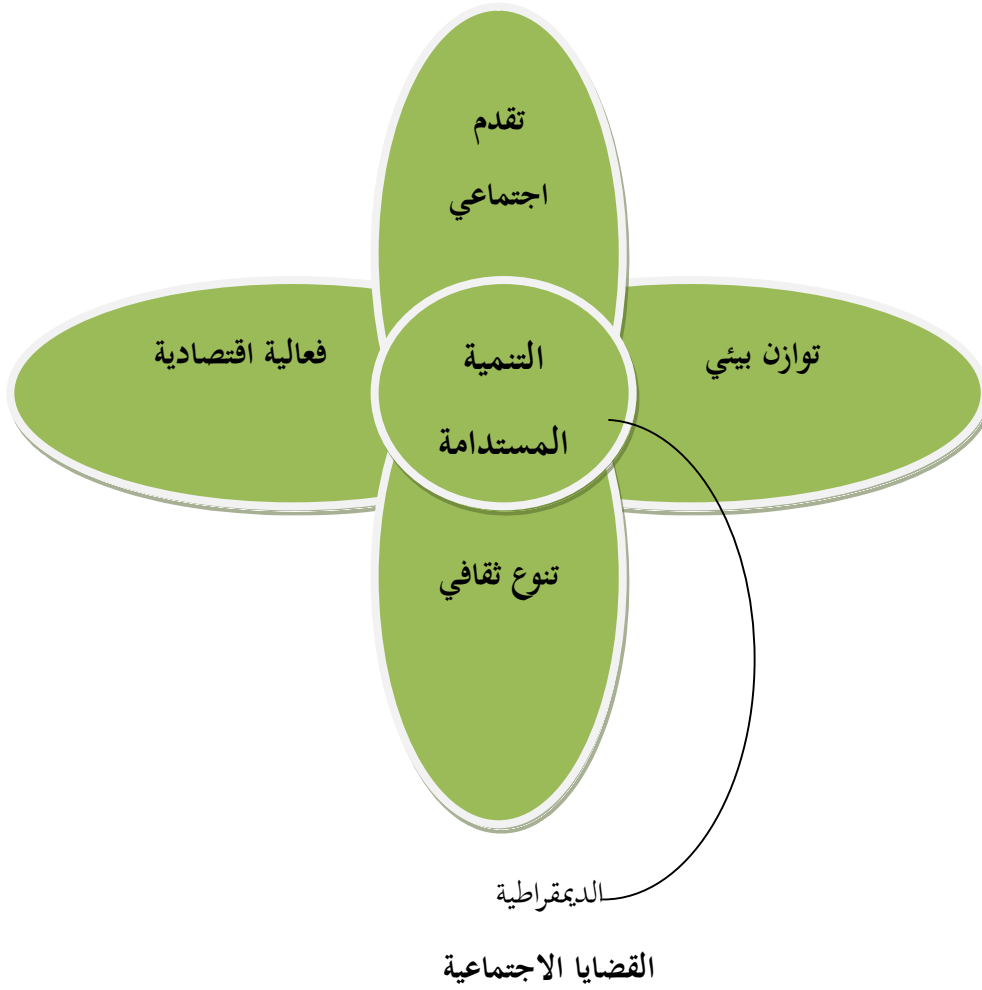 تقدم
اجتماعي
توازن بيئي
التنمية
المستدامة
فعالية اقتصادية
تنوع ثقافي
الديمقراطية
القضايا الاجتماعية